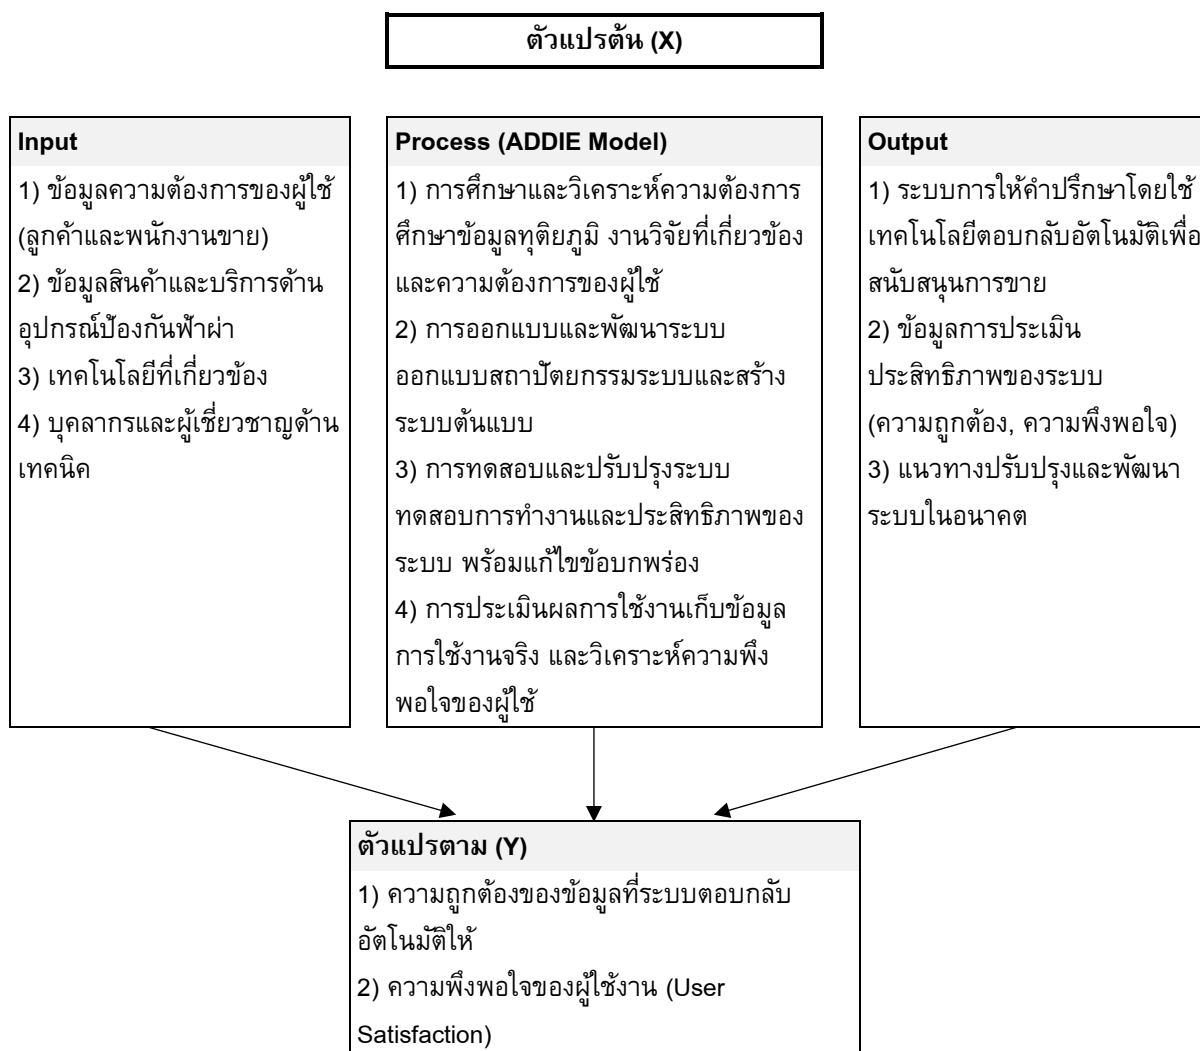 ตัวแปรต้น (X)
Input
1) ข้อมูลความต้องการของผู้ใช้
(ลูกค้าและพนักงานขาย)
2) ข้อมูลสินค้าและบริการด้าน
อุปกรณ์ป้องกันฟ้าผ่า
3) เทคโนโลยีที่เกี่ยวข้อง
4) บุคลากรและผู้เชี่ยวชาญด้าน
เทคนิค
Process (ADDIE Model)
1) การศึกษาและวิเคราะห์ความต้องการ
ศึกษาข้อมูลทุติยภูมิ งานวิจัยที่เกี่ยวข้อง
และความต้องการของผู้ใช้
2) การออกแบบและพัฒนาระบบ
ออกแบบสถาปัตยกรรมระบบและสร้าง
ระบบต้นแบบ
3) การทดสอบและปรับปรุงระบบ
ทดสอบการทำงานและประสิทธิภาพของ
ระบบ พร้อมแก้ไขข้อบกพร่อง
4) การประเมินผลการใช้งานเก็บข้อมูล
การใช้งานจริง และวิเคราะห์ความพึง
พอใจของผู้ใช้
Output
1) ระบบการให้คำปรึกษาโดยใช้
เทคโนโลยีตอบกลับอัตโนมัติเพื่อ
สนับสนุนการขาย
2) ข้อมูลการประเมิน
ประสิทธิภาพของระบบ
(ความถูกต้อง, ความพึงพอใจ)
3) แนวทางปรับปรุงและพัฒนา
ระบบในอนาคต
ตัวแปรตาม (Y)
1) ความถูกต้องของข้อมูลที่ระบบตอบกลับ
อัตโนมัติให้
2) ความพึงพอใจของผู้ใช้งาน (User
Satisfaction)